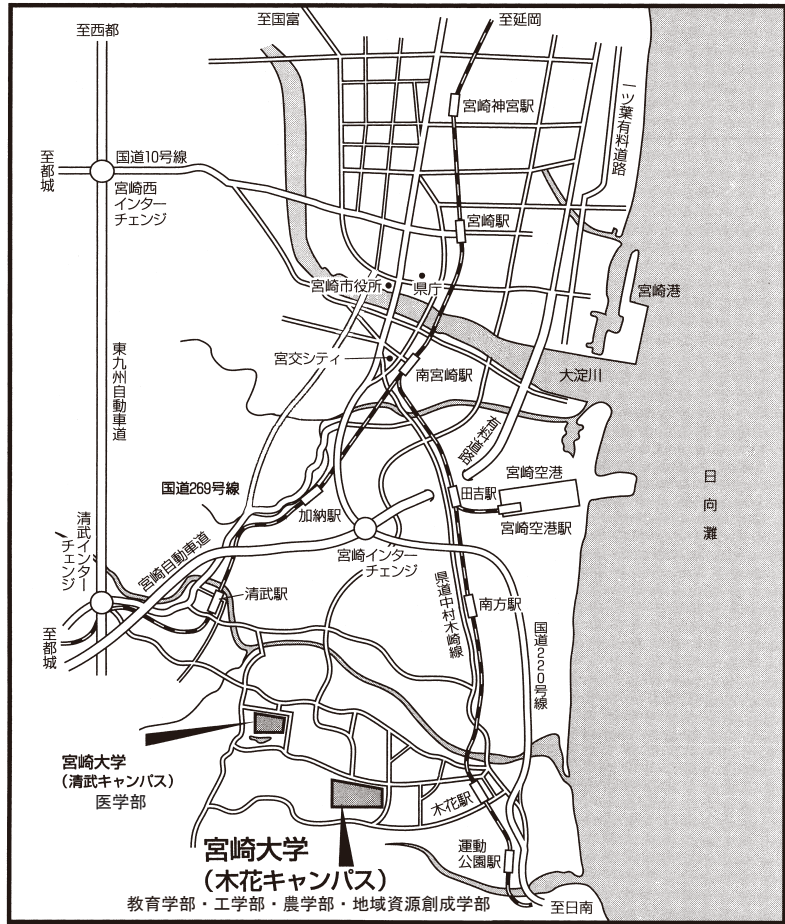 至国富
至延岡
至西都
一ツ葉有料道路
宮崎神宮駅
至都城
国道10号線
宮崎西
インター
チェンジ
宮崎駅
宮崎市役所
県庁
宮崎港
東九州自動車道
宮交シティ
南宮崎駅
大淀川
有料道路
日向灘
国道269号線
加納駅
田吉駅
宮崎空港
宮崎空港駅
清武インター
チェンジ
宮崎自動車道
宮崎インター
チェンジ
清武駅
県道中村木崎線
南方駅
国道220号線
至都城
宮崎大学
(清武キャンパス)
医学部
木花駅
宮崎大学
(木花キャンパス)
運動
公園駅
教育学部・工学部・農学部・地域資源創成学部
至日南